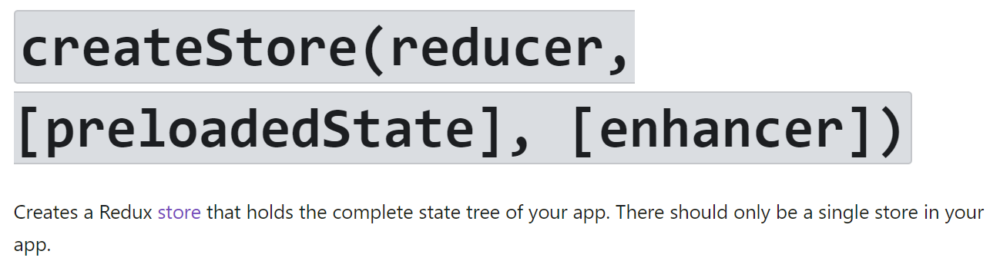 createStore(reducer,
[preloadedState], [enhancer])
Creates a Redux store that holds the complete state tree of your app. There should only be a single store in your
app.